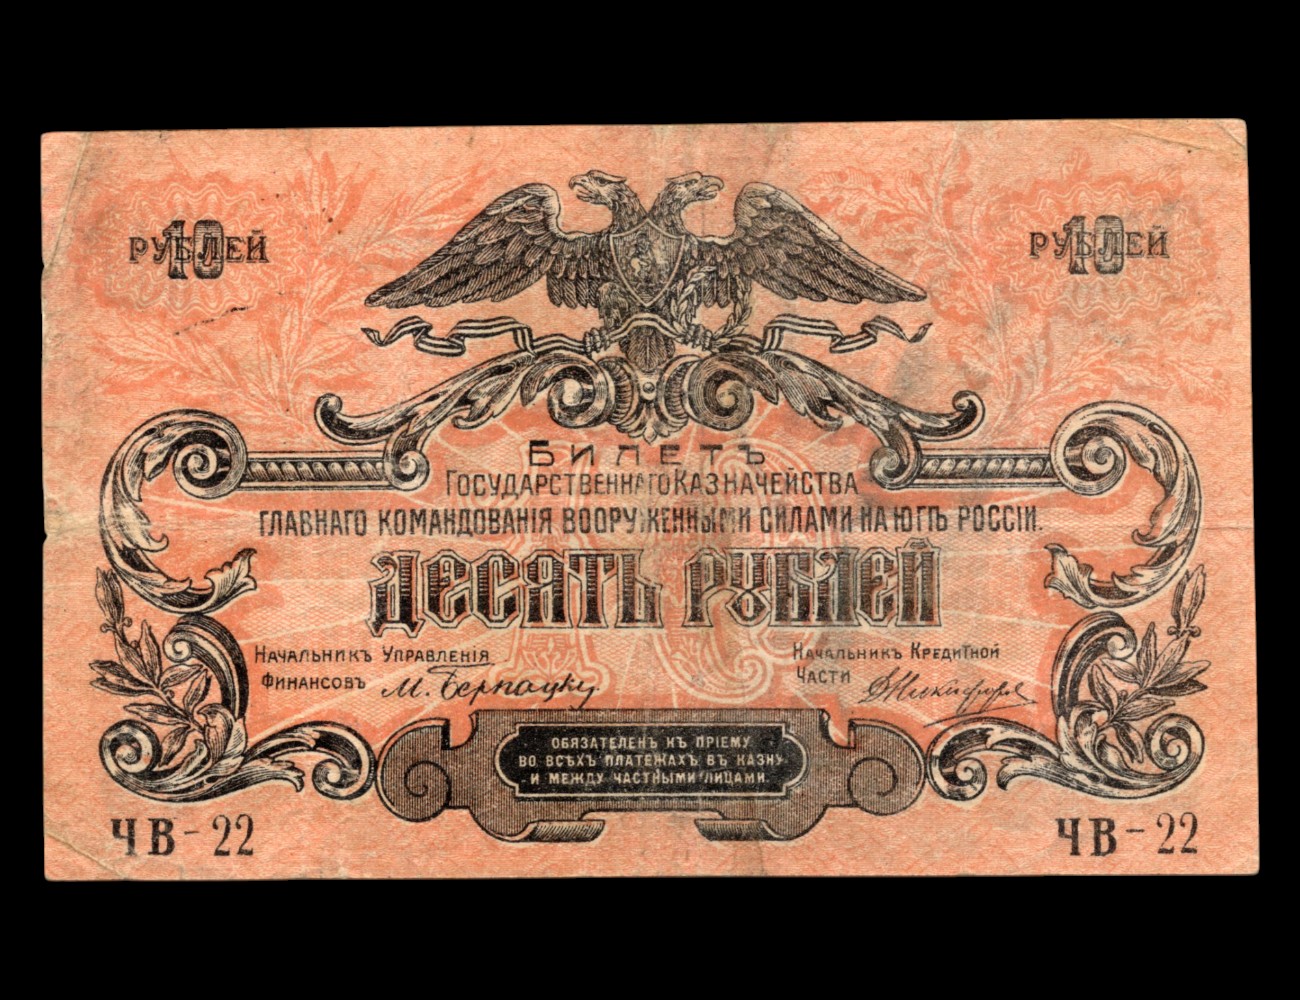 10 РУБЛЕЙ
10 РУБЛЕЙ
БИЛЕТЪ
ГОСУДАРСТВЕННАГО КАЗНАЧЕЙСТВА
ГЛАВНАГО КОМАНДОВАНІЯ ВООРУЖЕННЫМИ СИЛАМИ НА ЮГѢ РОССІИ.
ДЕСЯТЬ РУБЛЕЙ
НАЧАЛЬНИКЪ УПРАВЛЕНІЯ
ФИНАНСОВЪ
НАЧАЛЬНИКЪ КРЕДИТНОЙ
ЧАСТИ
ОБЯЗАТЕЛЕНЪ КЪ ПРІЕМУ
ВО ВСѢХЪ ПЛАТЕЖАХЪ ВЪ КАЗНУ
И МЕЖДУ ЧАСТНЫМИ ЛИЦАМИ.
ЧВ-22
ЧВ-22